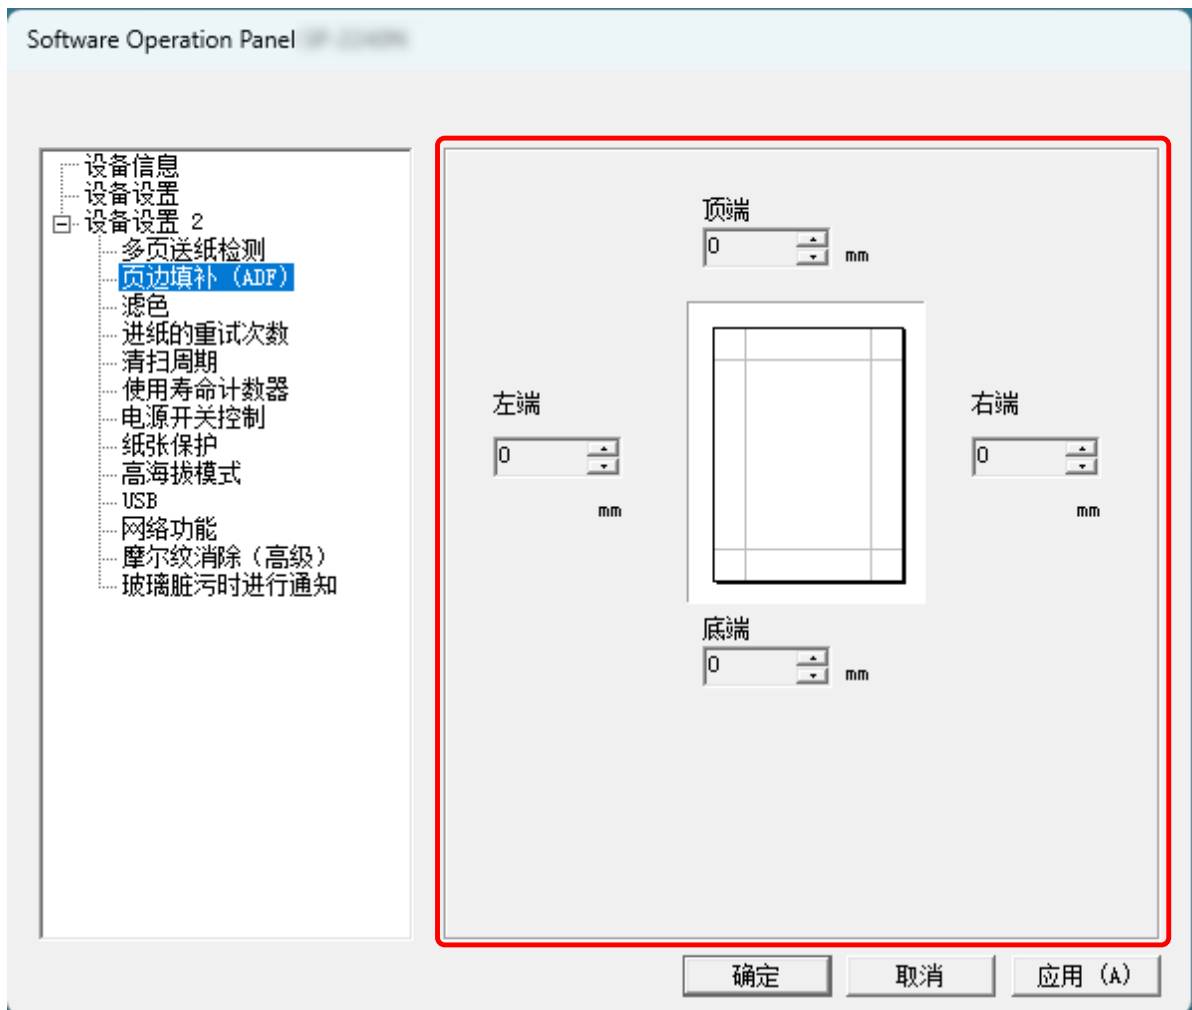 Software Operation Panel
设备信息
设备设置
设备设置 2
多页送纸检测
页边填补（ADF）
滤色
进纸的重试次数
清扫周期
使用寿命计数器
电源开关控制
纸张保护
高海拔模式
USB
网络功能
摩尔纹消除（高级）
玻璃脏污时进行通知
顶端
0 mm
左端
0
mm
右端
0
mm
底端
0 mm
确定 取消 应用 (A)